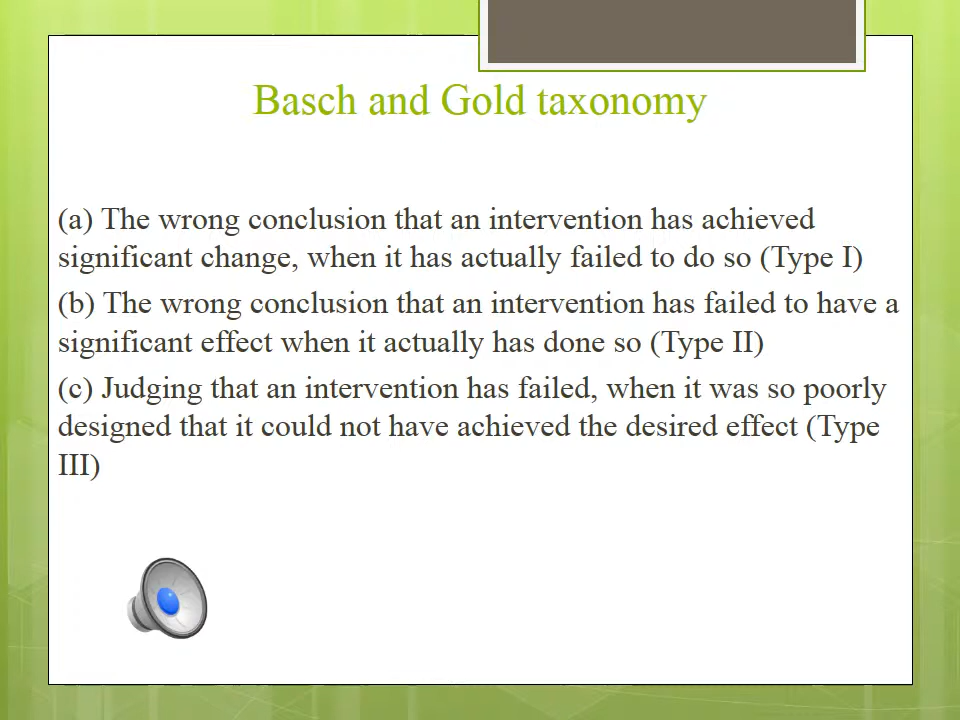 Basch and Gold taxonomy
(a) The wrong conclusion that an intervention has achieved
significant change, when it has actually failed to do so (Type I)
(b) The wrong conclusion that an intervention has failed to have a
significant effect when it actually has done so (Type II)
(c) Judging that an intervention has failed, when it was so poorly
designed that it could not have achieved the desired effect (Type
III)